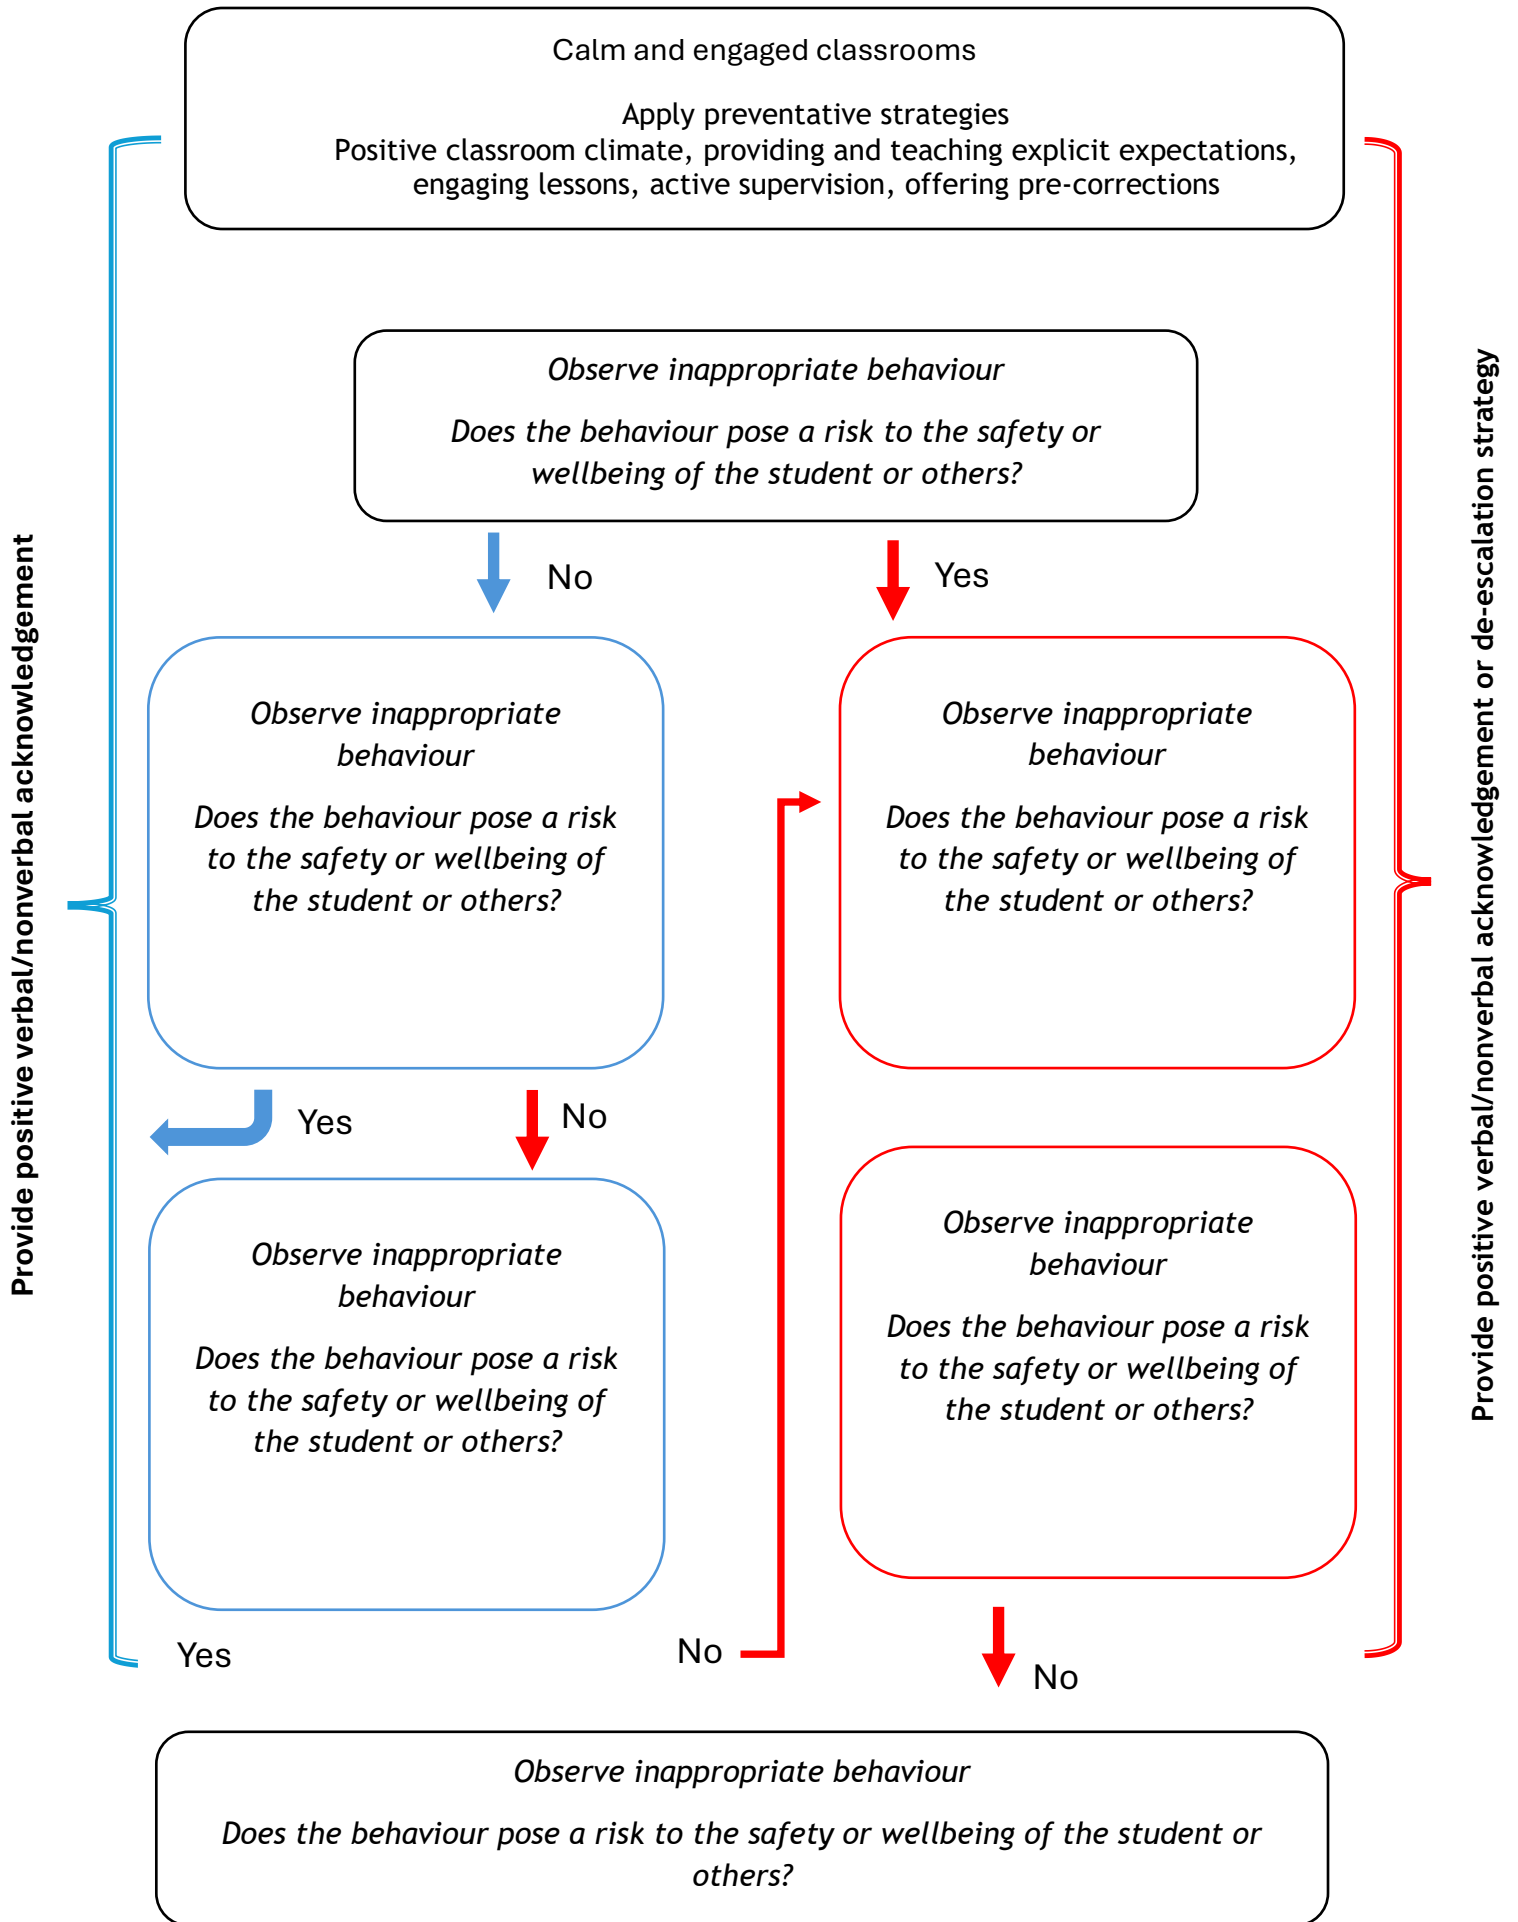 Calm and engaged classrooms
Apply preventative strategies
Positive classroom climate, providing and teaching explicit expectations,
engaging lessons, active supervision, offering pre-corrections
Provide positive verbal/nonverbal acknowledgement
Provide positive verbal/nonverbal acknowledgement or de-escalation strategy
Observe inappropriate behaviour
Does the behaviour pose a risk to the safety or
wellbeing of the student or others?
No
Yes
Observe inappropriate
behaviour
Does the behaviour pose a risk
to the safety or wellbeing of
the student or others?
Observe inappropriate
behaviour
Does the behaviour pose a risk
to the safety or wellbeing of
the student or others?
Yes
No
Observe inappropriate
behaviour
Does the behaviour pose a risk
to the safety or wellbeing of
the student or others?
Observe inappropriate
behaviour
Does the behaviour pose a risk
to the safety or wellbeing of
the student or others?
Yes
No
No
Observe inappropriate behaviour
Does the behaviour pose a risk to the safety or wellbeing of the student or
others?